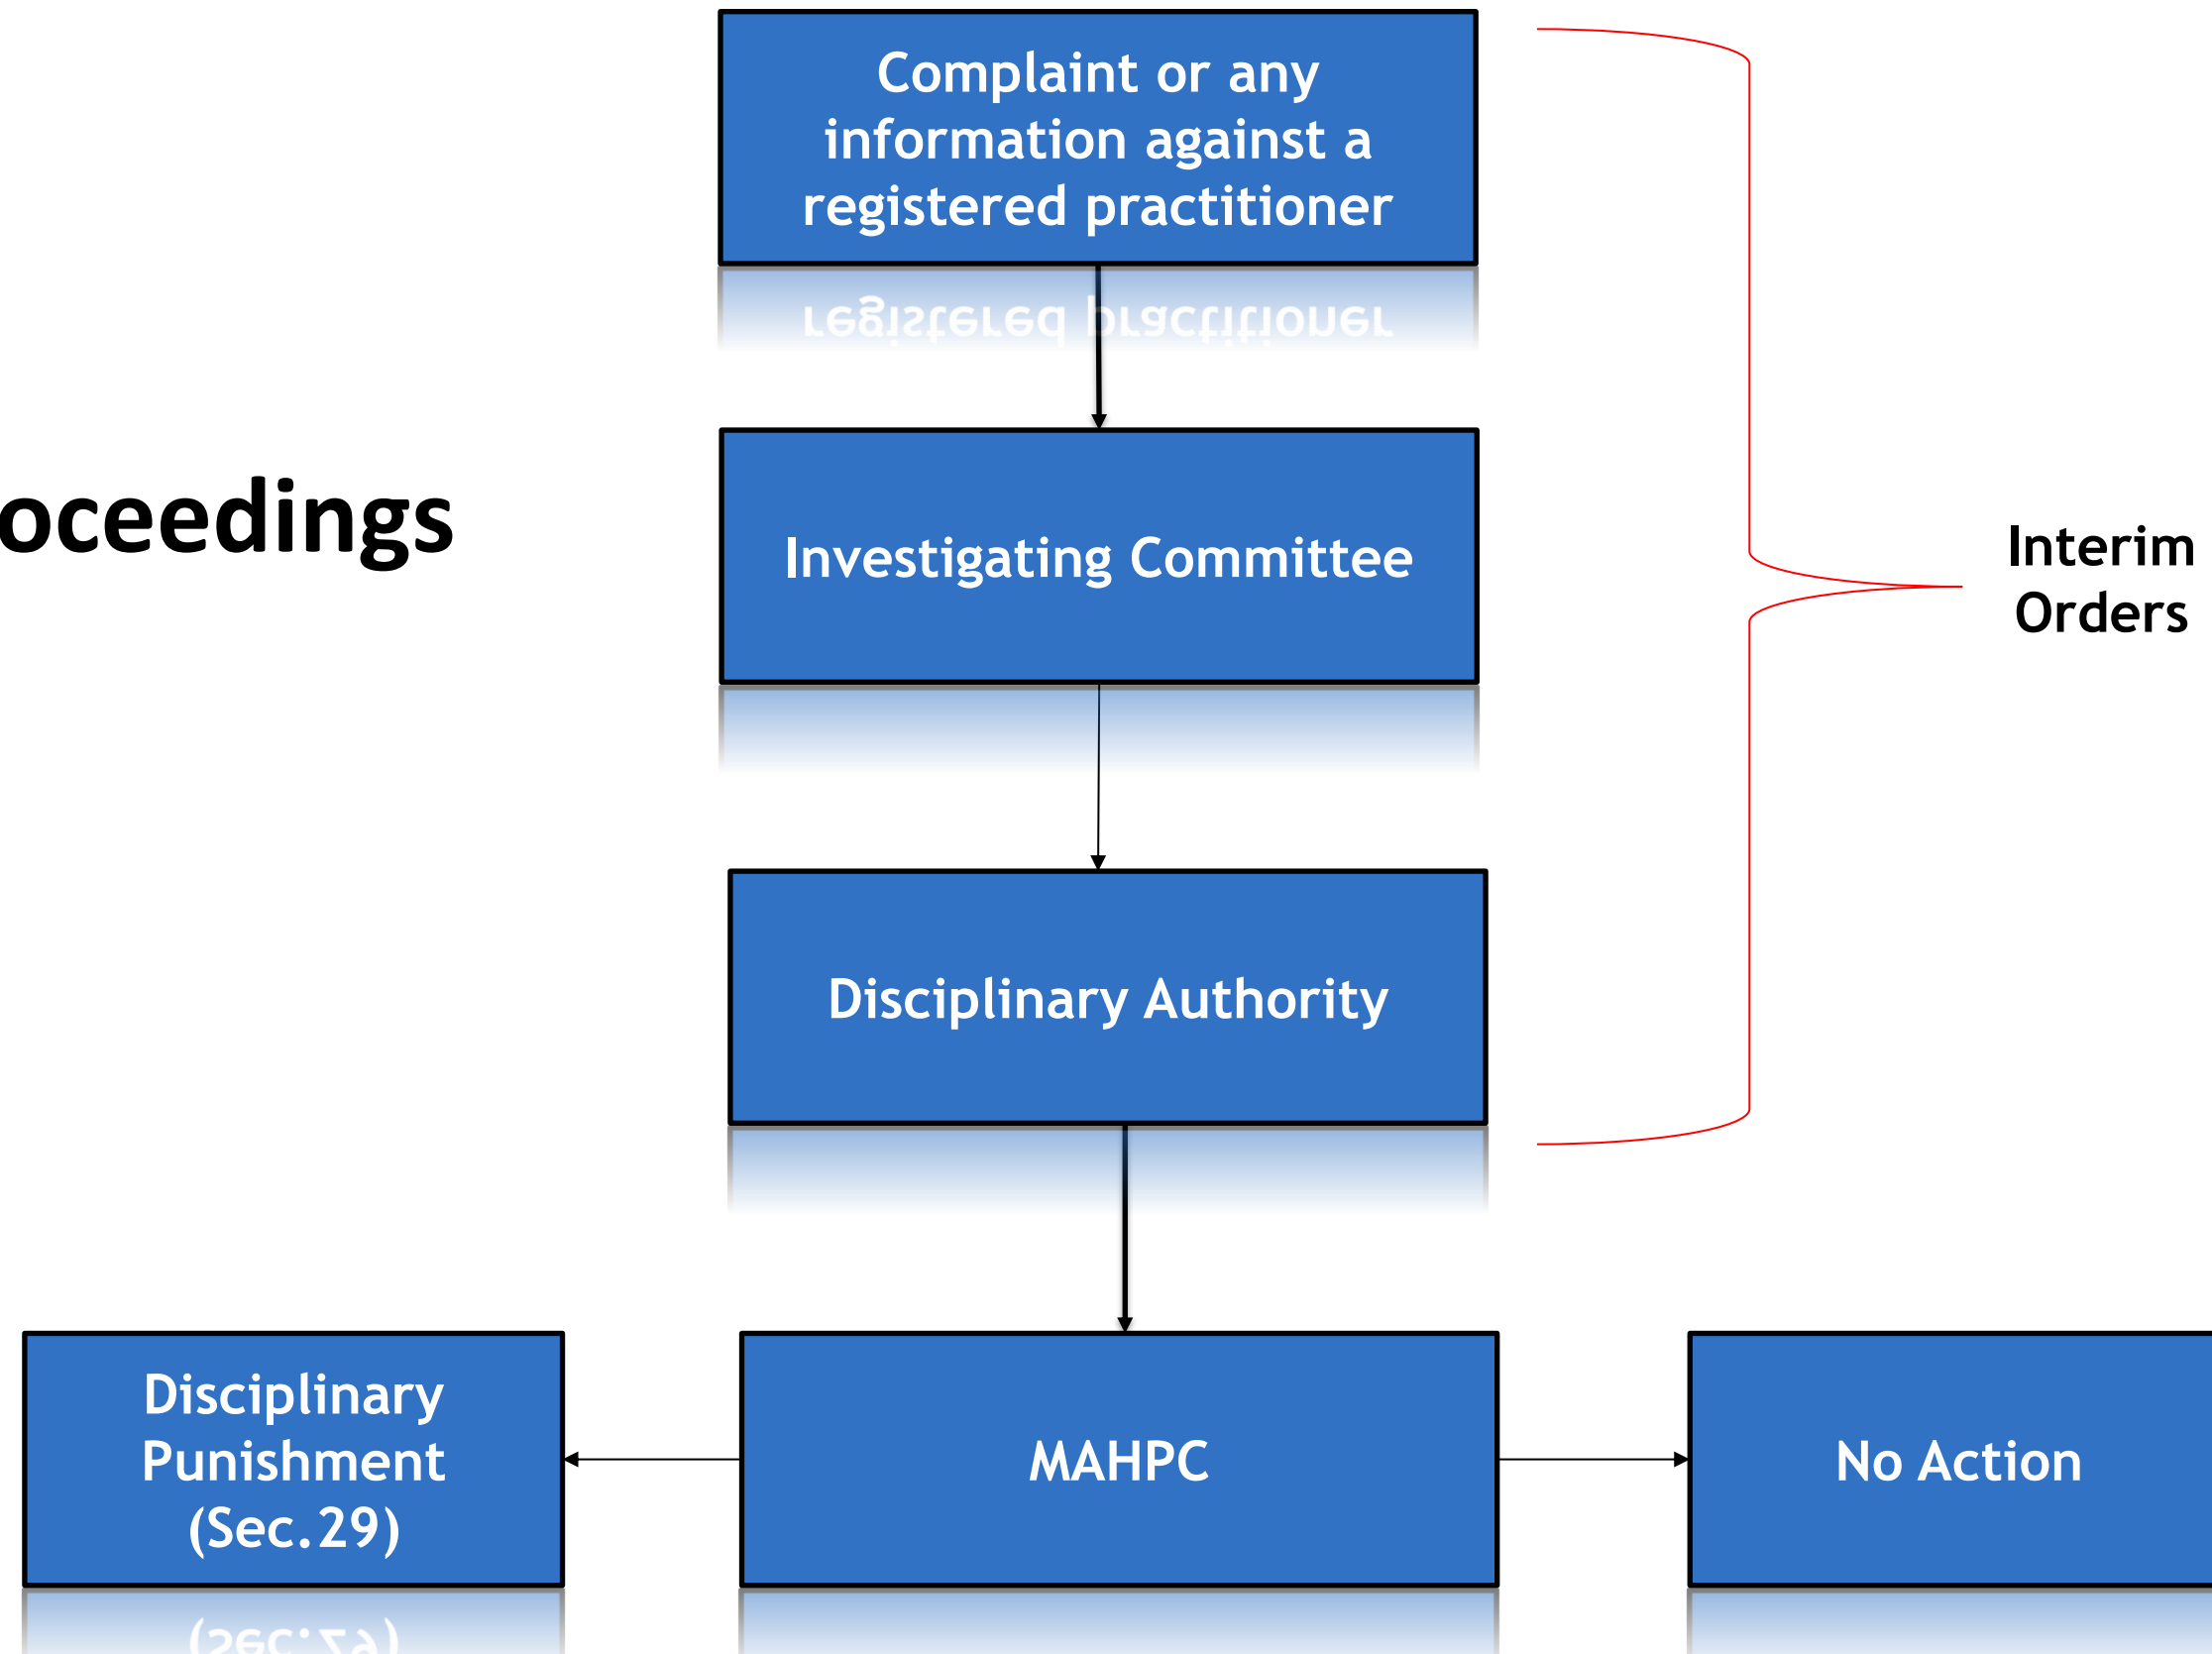 Complaint or any
information against a
registered practitioner
oceedings
Investigating Committee
Interim
Orders
Disciplinary Authority
Disciplinary
Punishment
(Sec.29)
MAHPC
No Action